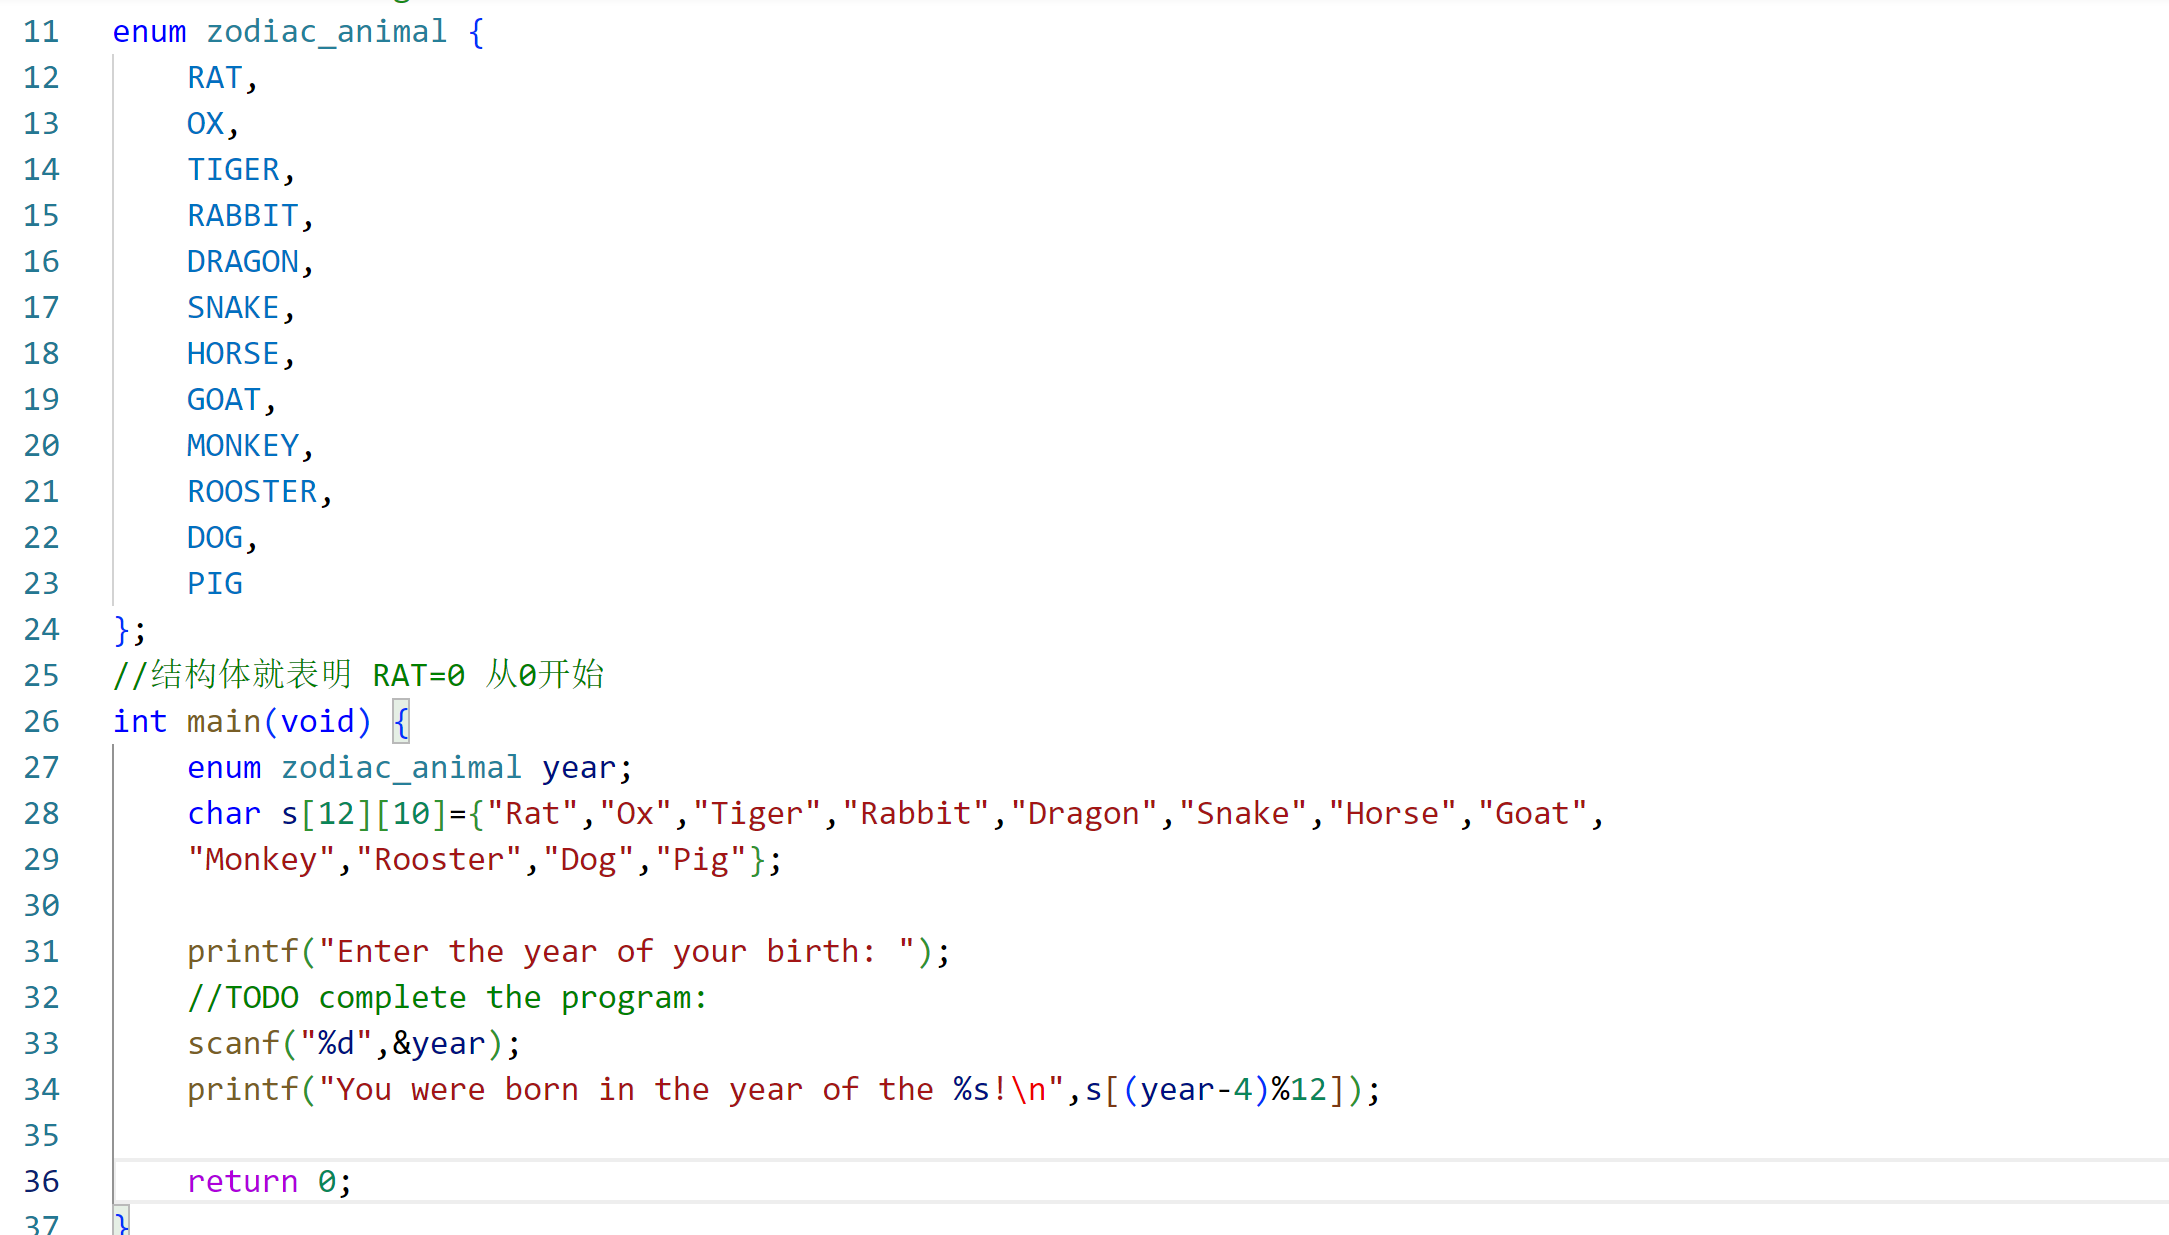 11 enum zodiac_animal {
12 RAT,
13 OX,
14 TIGER,
15 RABBIT,
16 DRAGON,
17 SNAKE,
18 HORSE,
19 GOAT,
20 MONKEY,
21 ROOSTER,
22 DOG,
23 PIG
24 };
25 //结构体就表明 RAT=0 从0开始
26 int main(void) {
27 enum zodiac_animal year;
28 char s[12][10]={"Rat","Ox","Tiger","Rabbit","Dragon","Snake","Horse","Goat",
29 "Monkey","Rooster","Dog","Pig"};
30
31 printf("Enter the year of your birth: ");
32 //TODO complete the program:
33 scanf("%d",&year);
34 printf("You were born in the year of the %s!\n",s[(year-4)%12]);
35
36 return 0;
37 }